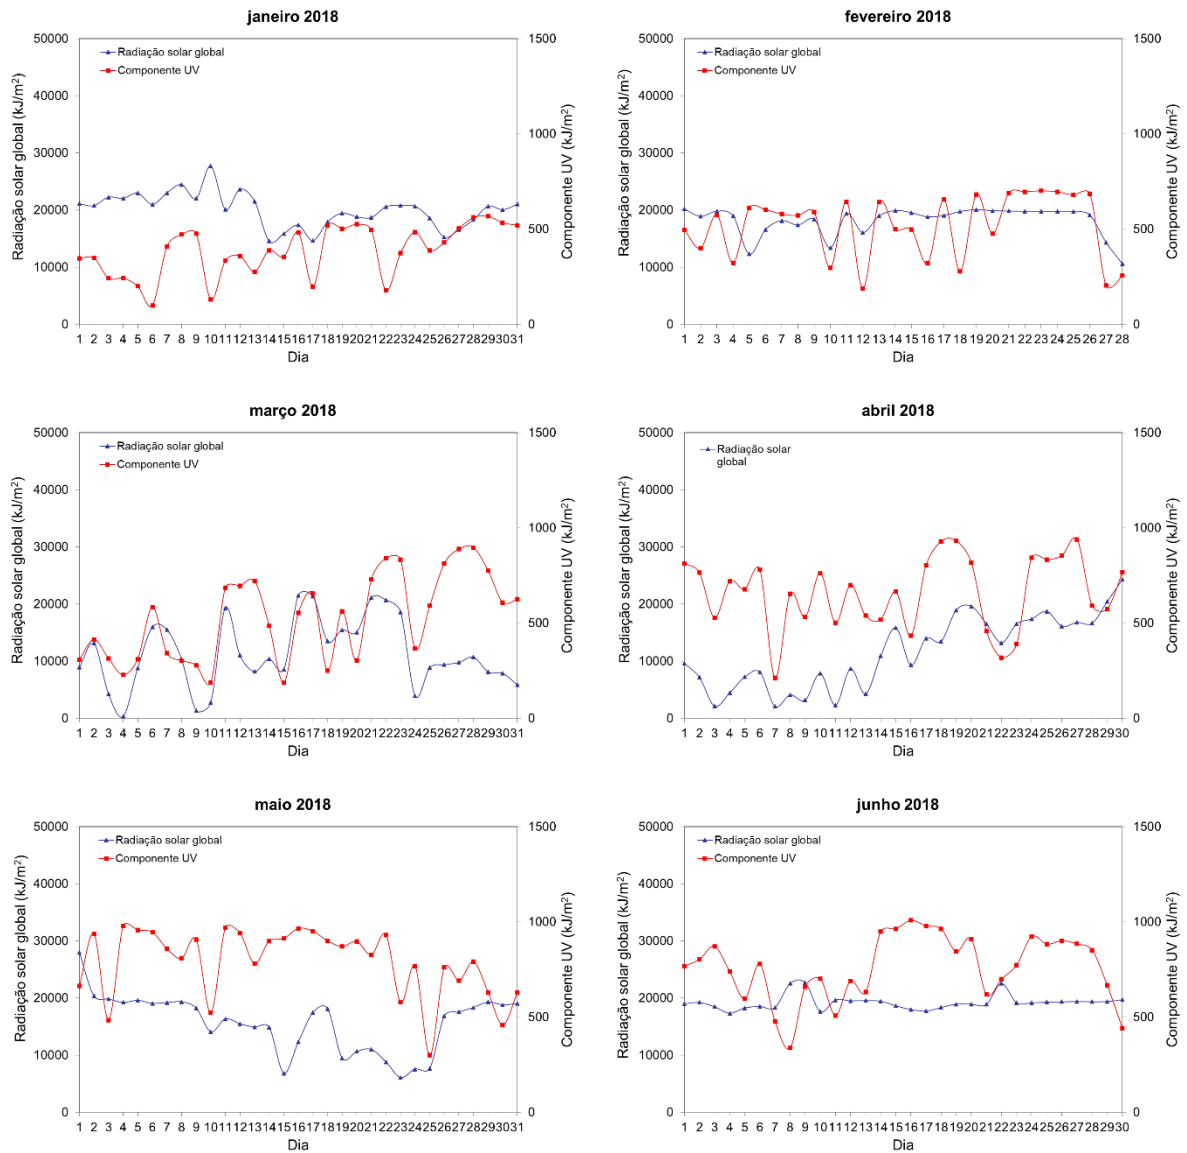 janeiro 2018
Radiação solar global
Componente UV
50000
40000
30000
20000
10000
0
1500
1000
500
0
Radiação solar global (kJ/m²)
Componente UV (kJ/m²)
1 2 3 4 5 6 7 8 9 10 11 12 13 14 15 16 17 18 19 20 21 22 23 24 25 26 27 28 29 30 31
Dia
fevereiro 2018
Radiação solar global
Componente UV
50000
40000
30000
20000
10000
0
1500
1000
500
0
Radiação solar global (kJ/m²)
Componente UV (kJ/m²)
1 2 3 4 5 6 7 8 9 10 11 12 13 14 15 16 17 18 19 20 21 22 23 24 25 26 27 28
Dia
março 2018
Radiação solar global
Componente UV
50000
40000
30000
20000
10000
0
1500
1000
500
0
Radiação solar global (kJ/m²)
Componente UV (kJ/m²)
1 2 3 4 5 6 7 8 9 10 11 12 13 14 15 16 17 18 19 20 21 22 23 24 25 26 27 28 29 30 31
Dia
abril 2018
Radiação solar
global
50000
40000
30000
20000
10000
0
1500
1000
500
0
Radiação solar global (kJ/m²)
Componente UV (kJ/m²)
1 2 3 4 5 6 7 8 9 10 11 12 13 14 15 16 17 18 19 20 21 22 23 24 25 26 27 28 29 30
Dia
maio 2018
Radiação solar global
Componente UV
50000
40000
30000
20000
10000
0
1500
1000
500
0
Radiação solar global (kJ/m²)
Componente UV (kJ/m²)
1 2 3 4 5 6 7 8 9 10 11 12 13 14 15 16 17 18 19 20 21 22 23 24 25 26 27 28 29 30 31
Dia
junho 2018
Radiação solar global
Componente UV
50000
40000
30000
20000
10000
0
1500
1000
500
0
Radiação solar global (kJ/m²)
Componente UV (kJ/m²)
1 2 3 4 5 6 7 8 9 10 11 12 13 14 15 16 17 18 19 20 21 22 23 24 25 26 27 28 29 30
Dia